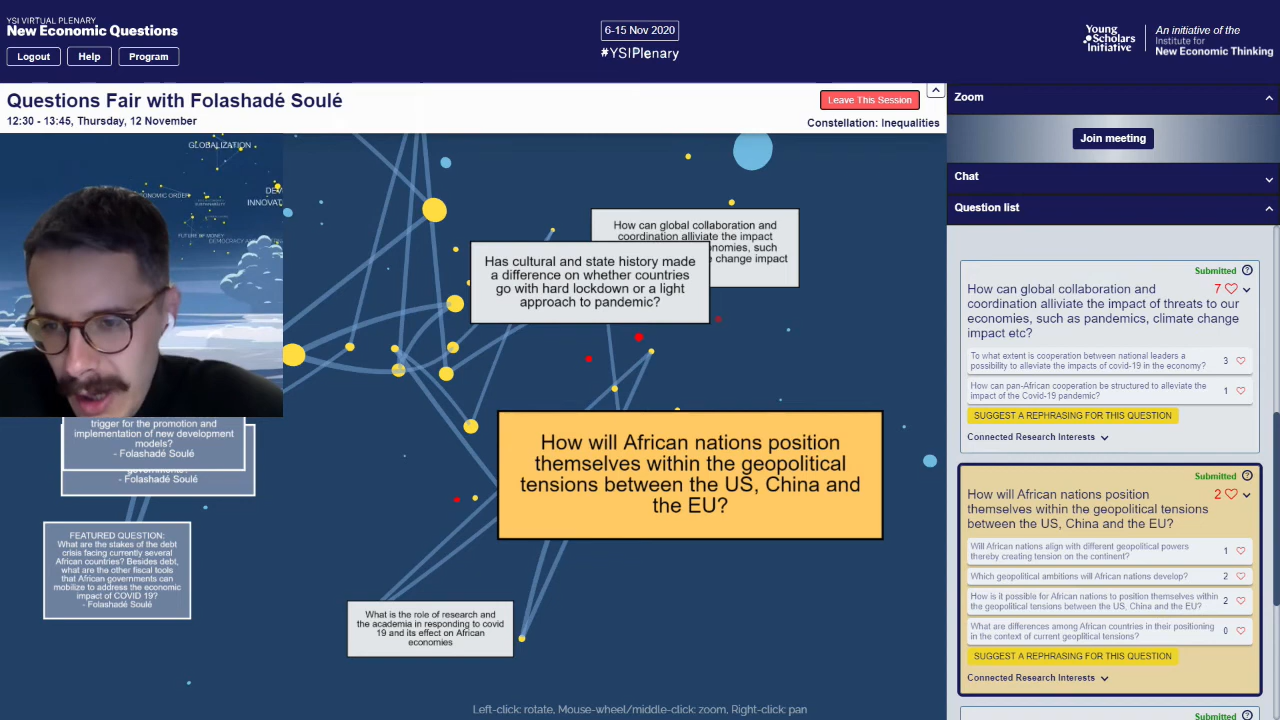 YSI VIRTUAL PLENARY
New Economic Questions
Logout
Help
Program
6-15 Nov 2020
#YSIPlenary
Young
Scholars
Initiative
An initiative of the
Institute for
New Economic Thinking
Questions Fair with Folashadé Soulé
12:30 - 13:45, Thursday, 12 November
Leave This Session
Constellation: Inequalities
GLOBALIZATION
INNOVAT
FUTURE OF MONEY
How can global collaboration and
coordination alleviate the impact
onomies, such
e change impact
Has cultural and state history made
a difference on whether countries
go with hard lockdown or a light
approach to pandemic?
How will African nations position
themselves within the geopolitical
tensions between the US, China and
the EU?
trigger for the promotion and
implementation of new development
models?
- Folashadé Soulé
- Folashadé Soulé
FEATURED QUESTION:
What are the stakes of the debt
crisis facing currently several
African countries? Besides debt,
what are the other fiscal tools
that African governments can
mobilize to address the economic
impact of COVID 19?
- Folashadé Soulé
What is the role of research and
the academia in responding to covid
19 and its effect on African
economies
Left-click: rotate, Mouse-wheel/middle-click: zoom, Right-click: pan
Zoom
Join meeting
Chat
Question list
Submitted
How can global collaboration and
coordination alliviate the impact of threats to our
economies, such as pandemics, climate change
impact etc?
7
To what extent is cooperation between national leaders a
possibility to alleviate the impacts of covid-19 in the economy?
3
How can pan-African cooperation be structured to alleviate the
impact of the Covid-19 pandemic?
1
SUGGEST A REPHRASING FOR THIS QUESTION
Connected Research Interests
Submitted
How will African nations position
themselves within the geopolitical tensions
between the US, China and the EU?
2
Will African nations align with different geopolitical powers
thereby creating tension on the continent?
1
Which geopolitical ambitions will African nations develop?
2
How is it possible for African nations to position themselves within
the geopolitical tensions between the US, China and the EU?
2
What are differences among African countries in their positioning
in the context of current geoplitical tensions?
0
SUGGEST A REPHRASING FOR THIS QUESTION
Connected Research Interests